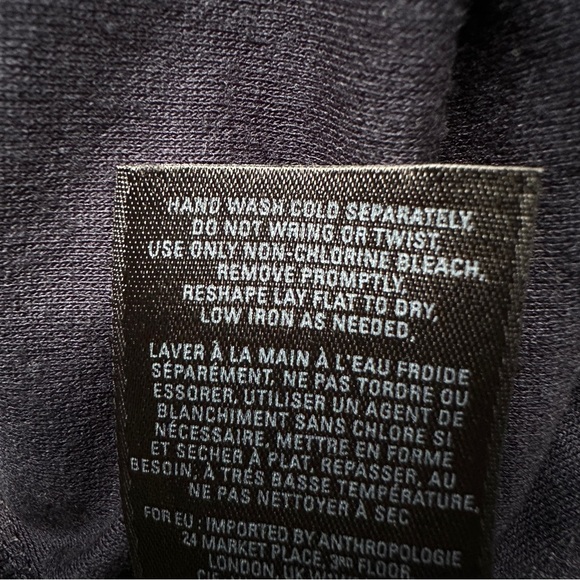 HAND WASH COLD SEPARATELY.
DO NOT WRING OR TWIST.
USE ONLY NON-CHLORINE BLEACH.
REMOVE PROMPTLY.
RESHAPE LAY FLAT TO DRY.
LOW IRON AS NEEDED.
LAVER À LA MAIN À L'EAU FROIDE
SÉPARÉMENT. NE PAS TORDRE OU
ESSORER. UTILISER UN AGENT DE
BLANCHIMENT SANS CHLORE SI
NÉCESSAIRE. METTRE EN FORME
ET SÉCHER À PLAT. REPASSER, AU
BESOIN, À TRÈS BASSE TEMPÉRATURE.
NE PAS NETTOYER À SEC
FOR EU : IMPORTED BY ANTHROPOLOGIE
24 MARKET PLACE, 3RD FLOOR
LONDON, UK